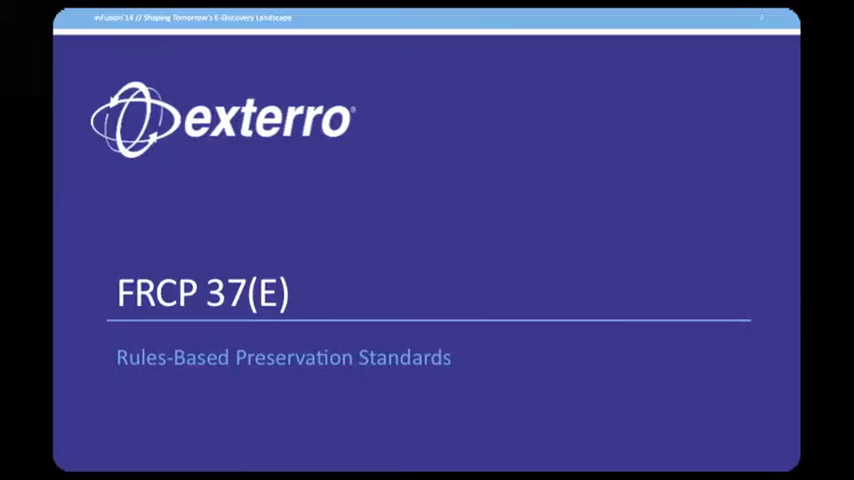 inFusion'14 // Shaping Tomorrow's E-Discovery Landscape
exterro®
FRCP 37(E)
Rules-Based Preservation Standards